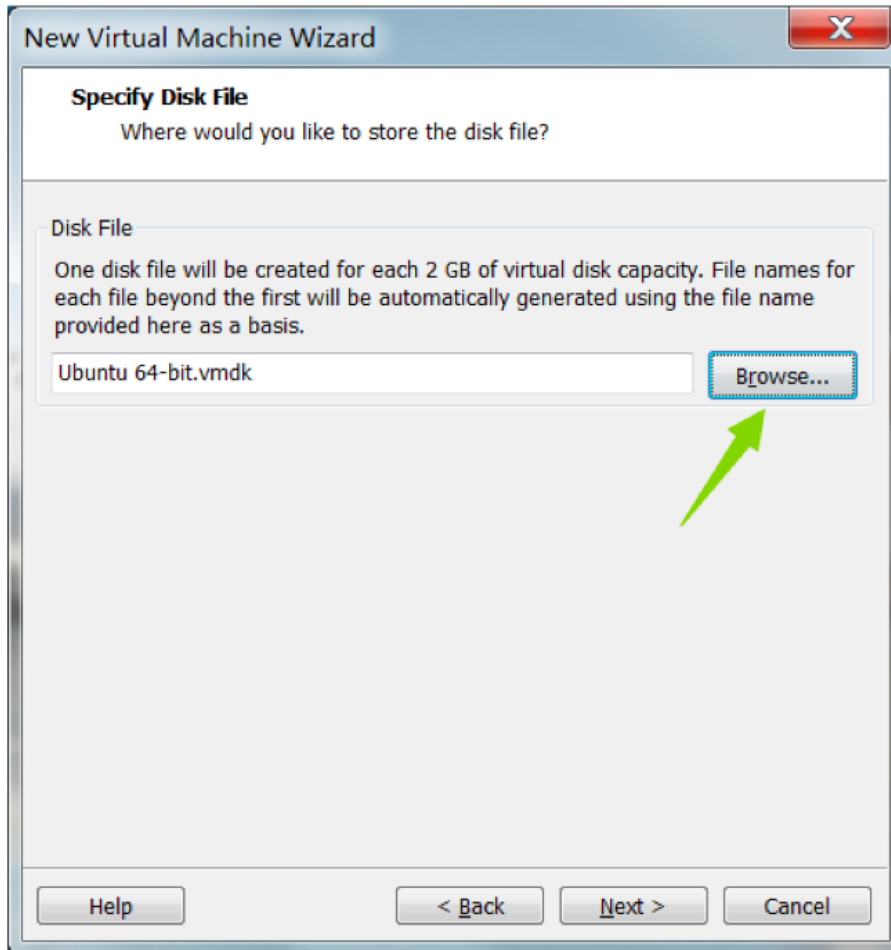 New Virtual Machine Wizard
X
Specify Disk File
Where would you like to store the disk file?
Disk File
One disk file will be created for each 2 GB of virtual disk capacity. File names for
each file beyond the first will be automatically generated using the file name
provided here as a basis.
Ubuntu 64-bit.vmdk
Browse...
Help
< Back
Next >
Cancel